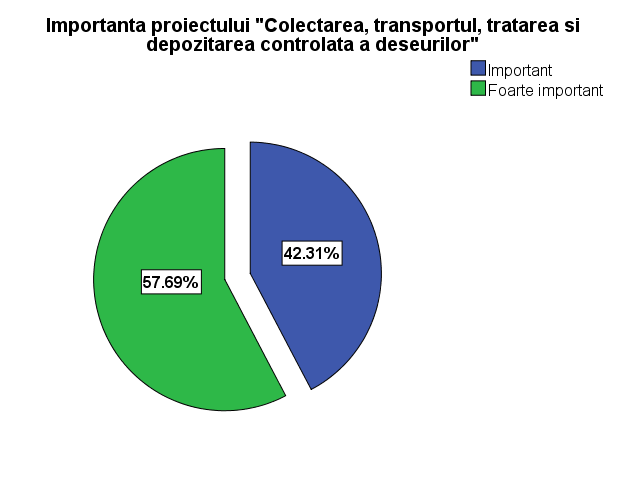 Importanta proiectului "Colectarea, transportul, tratarea si
depozitarea controlata a deseurilor"
Important
Foarte important
42.31%
57.69%